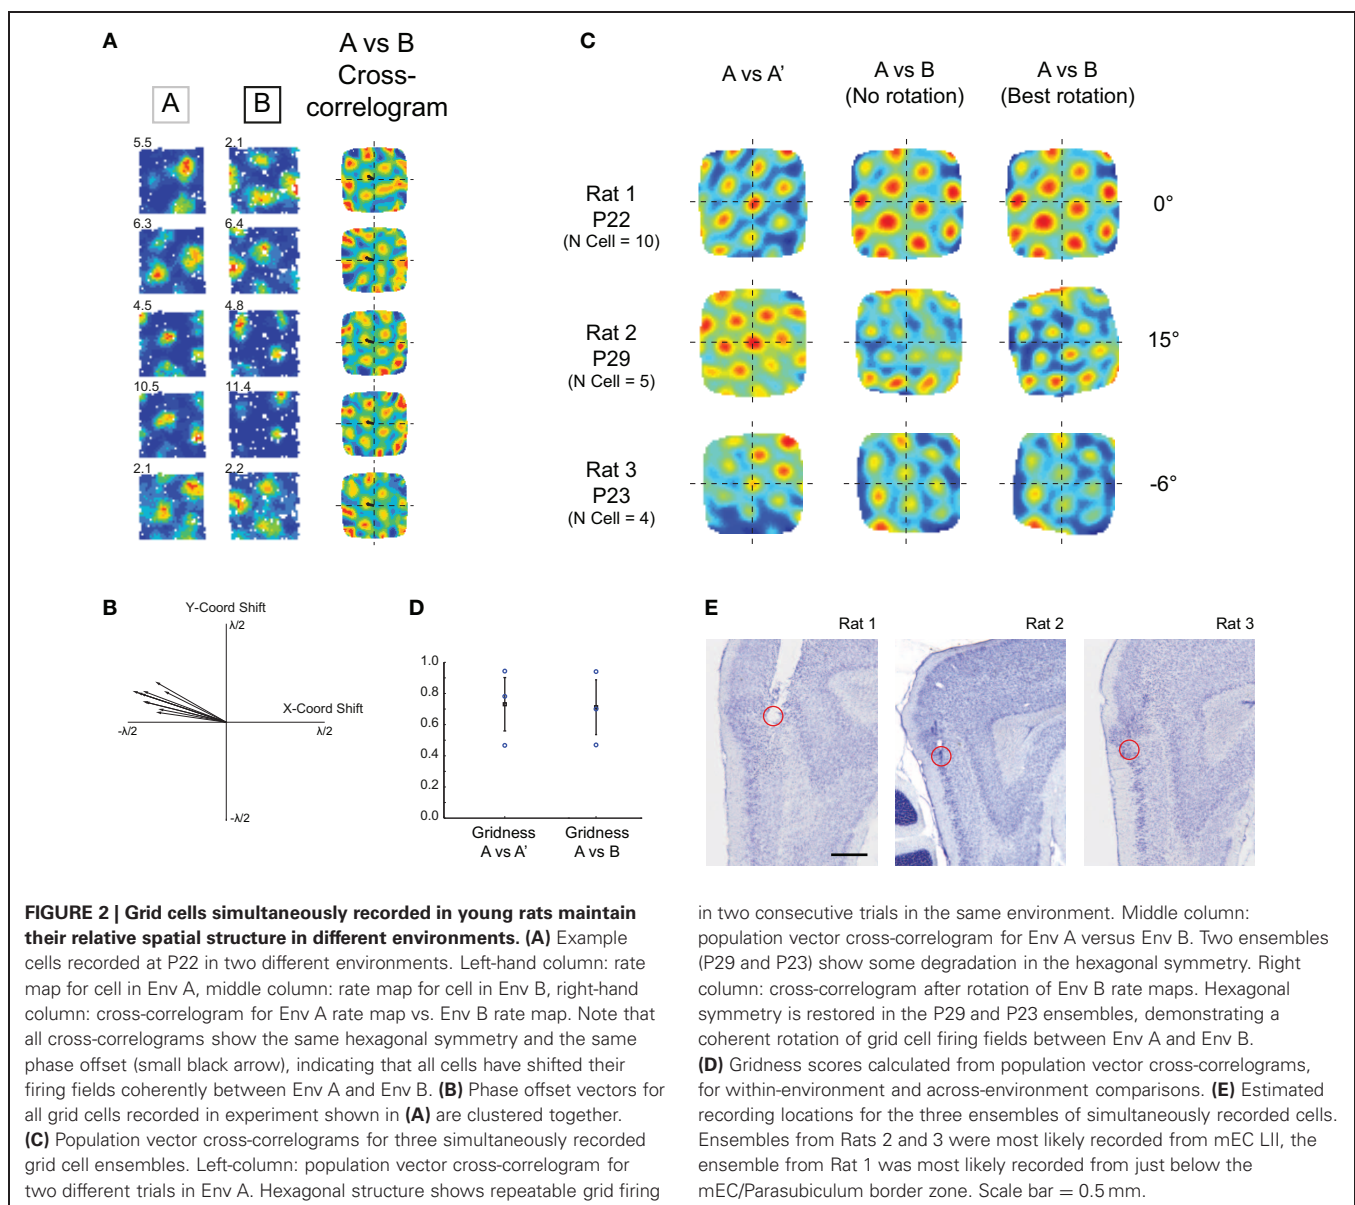 A
A vs B
Cross-
correlogram
A
B
5.5
2.1
6.3
6.4
4.5
4.8
10.5
11.4
2.1
2.2
C
A vs A'
A vs B
(No rotation)
A vs B
(Best rotation)
Rat 1
P22
(N Cell = 10)
0°
Rat 2
P29
(N Cell = 5)
15°
Rat 3
P23
(N Cell = 4)
-6°
B
Y-Coord Shift
λ/2
X-Coord Shift
-λ/2
λ/2
-λ/2
D
1.0
0.8
0.6
0.4
0.2
0.0
Gridness
A vs A'
Gridness
A vs B
E
Rat 1
Rat 2
Rat 3
FIGURE 2 | Grid cells simultaneously recorded in young rats maintain
their relative spatial structure in different environments. (A) Example
cells recorded at P22 in two different environments. Left-hand column: rate
map for cell in Env A, middle column: rate map for cell in Env B, right-hand
column: cross-correlogram for Env A rate map vs. Env B rate map. Note that
all cross-correlograms show the same hexagonal symmetry and the same
phase offset (small black arrow), indicating that all cells have shifted their
firing fields coherently between Env A and Env B. (B) Phase offset vectors for
all grid cells recorded in experiment shown in (A) are clustered together.
(C) Population vector cross-correlograms for three simultaneously recorded
grid cell ensembles. Left-column: population vector cross-correlogram for
two different trials in Env A. Hexagonal structure shows repeatable grid firing
in two consecutive trials in the same environment. Middle column:
population vector cross-correlogram for Env A versus Env B. Two ensembles
(P29 and P23) show some degradation in the hexagonal symmetry. Right
column: cross-correlogram after rotation of Env B rate maps. Hexagonal
symmetry is restored in the P29 and P23 ensembles, demonstrating a
coherent rotation of grid cell firing fields between Env A and Env B.
(D) Gridness scores calculated from population vector cross-correlograms,
for within-environment and across-environment comparisons. (E) Estimated
recording locations for the three ensembles of simultaneously recorded cells.
Ensembles from Rats 2 and 3 were most likely recorded from mEC LII, the
ensemble from Rat 1 was most likely recorded from just below the
mEC/Parasubiculum border zone. Scale bar = 0.5 mm.